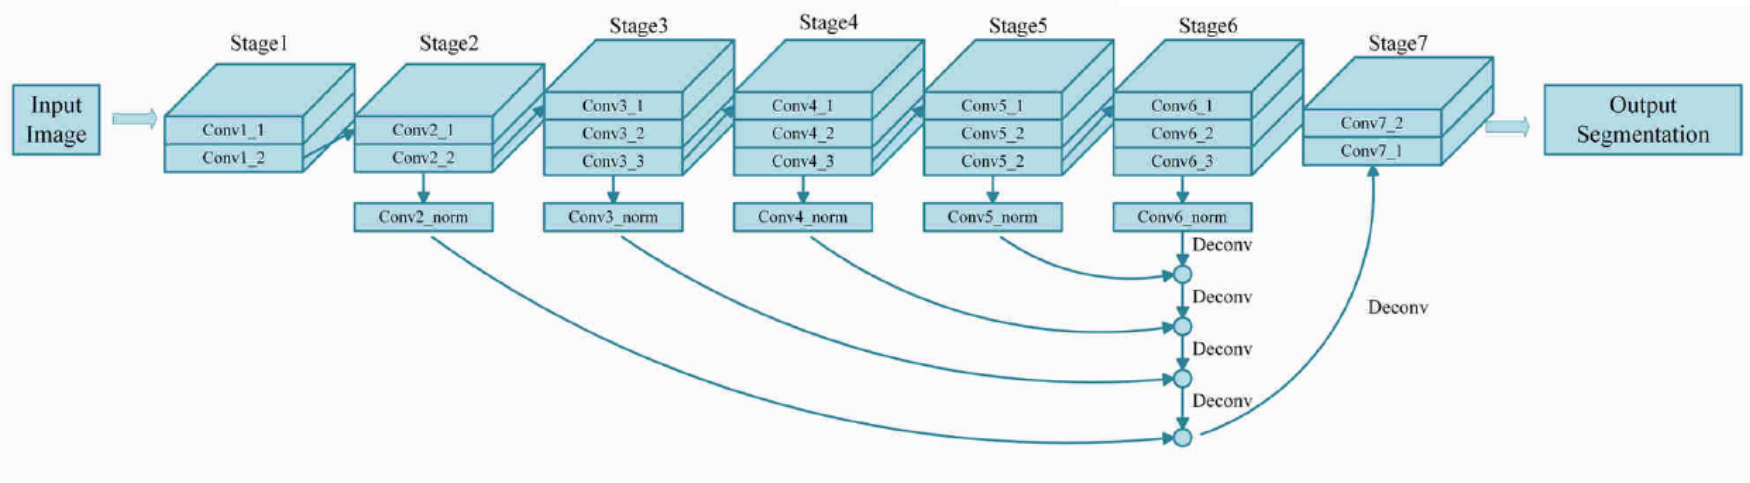 Stage1
Stage2
Stage3
Stage4
Stage5
Stage6
Stage7
Input
Image
Conv1_1
Conv1_2
Conv2_1
Conv2_2
Conv3_1
Conv3_2
Conv3_3
Conv4_1
Conv4_2
Conv4_3
Conv5_1
Conv5_2
Conv5_2
Conv6_1
Conv6_2
Conv6_3
Conv7_2
Conv7_1
Output
Segmentation
Conv2_norm
Conv3_norm
Conv4_norm
Conv5_norm
Conv6_norm
Deconv
Deconv
Deconv
Deconv
Deconv